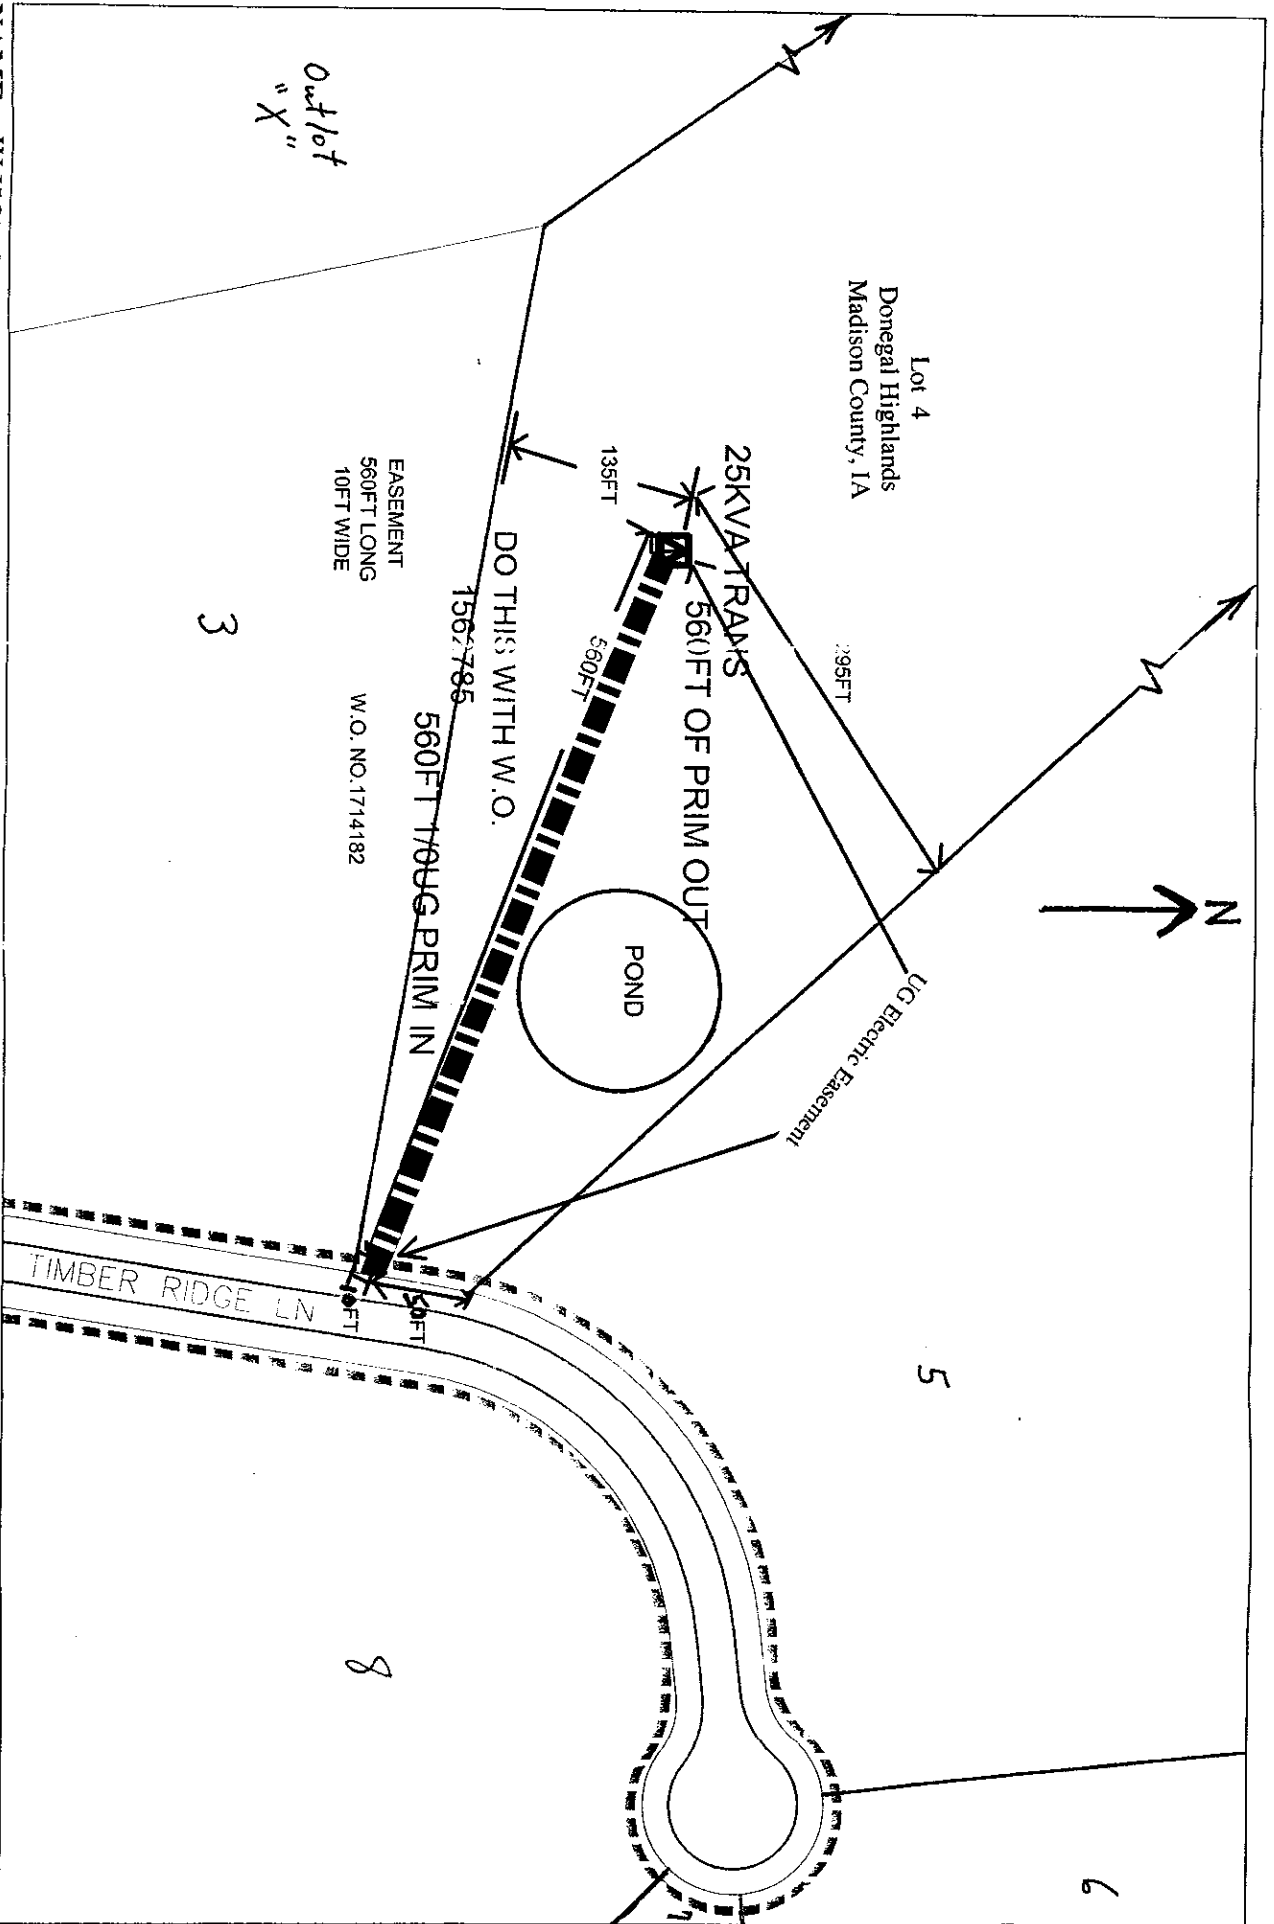 Outlot
"X"
Lot 4
Donegal Highlands
Madison County, IA
N
25KVA TRANS
135FT
560FT OF PRIM OUT
295FT
560FT
DO THIS WITH W.O.
EASEMENT
560FT LONG
10FT WIDE
560FT 1/0UG PRIM IN
W.O. NO.1714182
3
POND
UG Electric Easement
50FT
TIMBER RIDGE LN
5
8
6
7